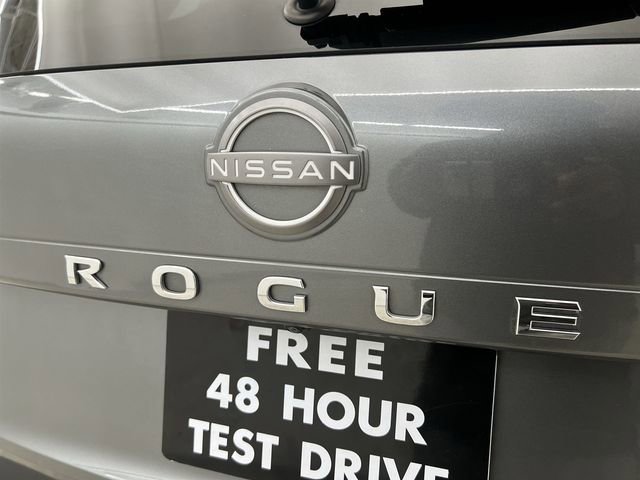 NISSAN
ROGUE
FREE
48 HOUR
TEST DRIVE